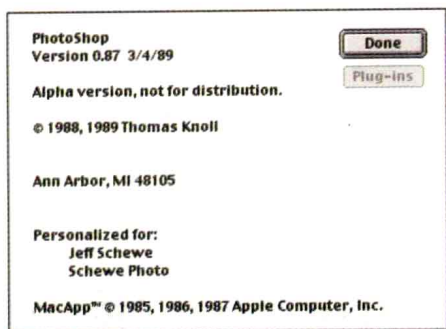 PhotoShop
Version 0.87 3/4/89
Alpha version, not for distribution.
© 1988, 1989 Thomas Knoll
Ann Arbor, MI 48105
Personalized for:
Jeff Schewe
Schewe Photo
MacApp™ © 1985, 1986, 1987 Apple Computer, Inc.
Done
Plug-ins